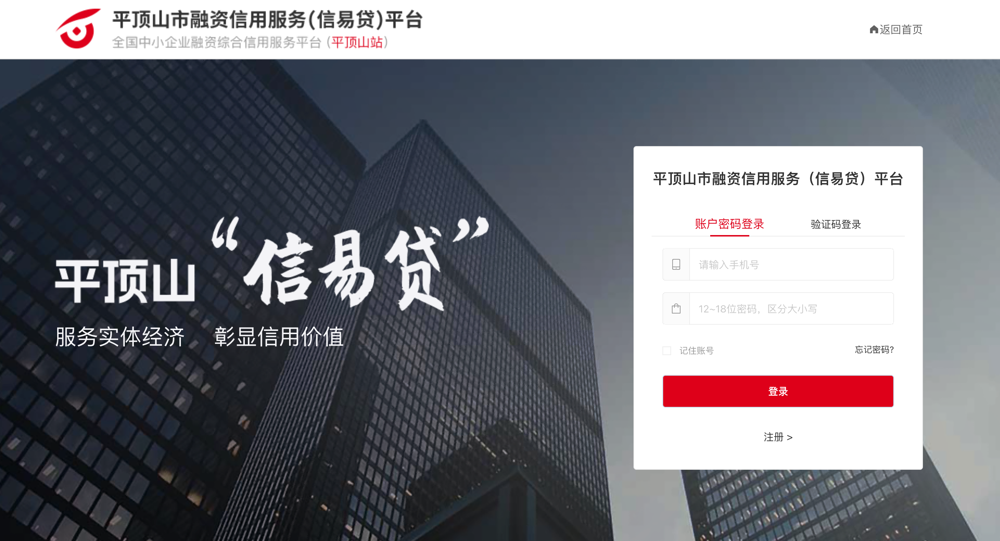 平顶山市融资信用服务(信易贷)平台
全国中小企业融资综合信用服务平台 (平顶山站)
返回首页
平顶山“信易贷”
服务实体经济 彰显信用价值
平顶山市融资信用服务（信易贷）平台
账户密码登录 验证码登录
请输入手机号
12~18位密码，区分大小写
记住账号 忘记密码?
登录
注册 >